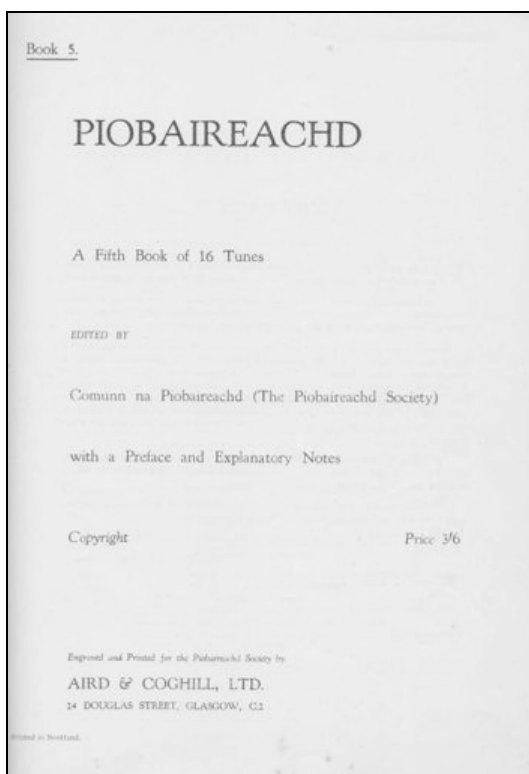 Book 5.
PIOBAIREACHD
A Fifth Book of 16 Tunes
EDITED BY
Comunn na Piobaireachd (The Piobaireachd Society)
with a Preface and Explanatory Notes
Copyright Price 3/6
Engraved and Printed for the Piobaireachd Society by
AIRD & COGHILL, LTD.
24 DOUGLAS STREET, GLASGOW, C.2
Printed in Scotland.